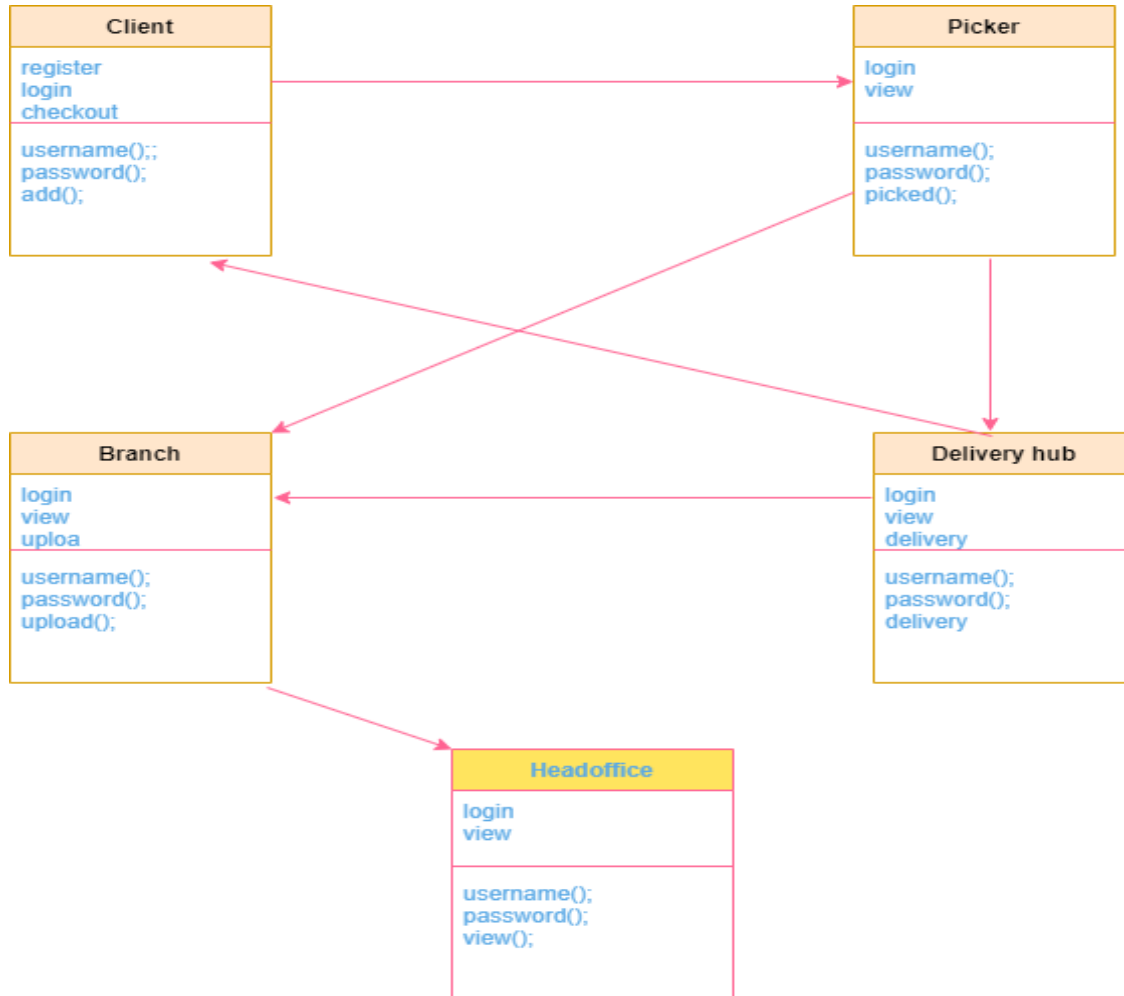 Client
register
login
checkout
username();;
password();
add();
Picker
login
view
username();
password();
picked();
Branch
login
view
uploa
username();
password();
upload();
Delivery hub
login
view
delivery
username();
password();
delivery
Headoffice
login
view
username();
password();
view();